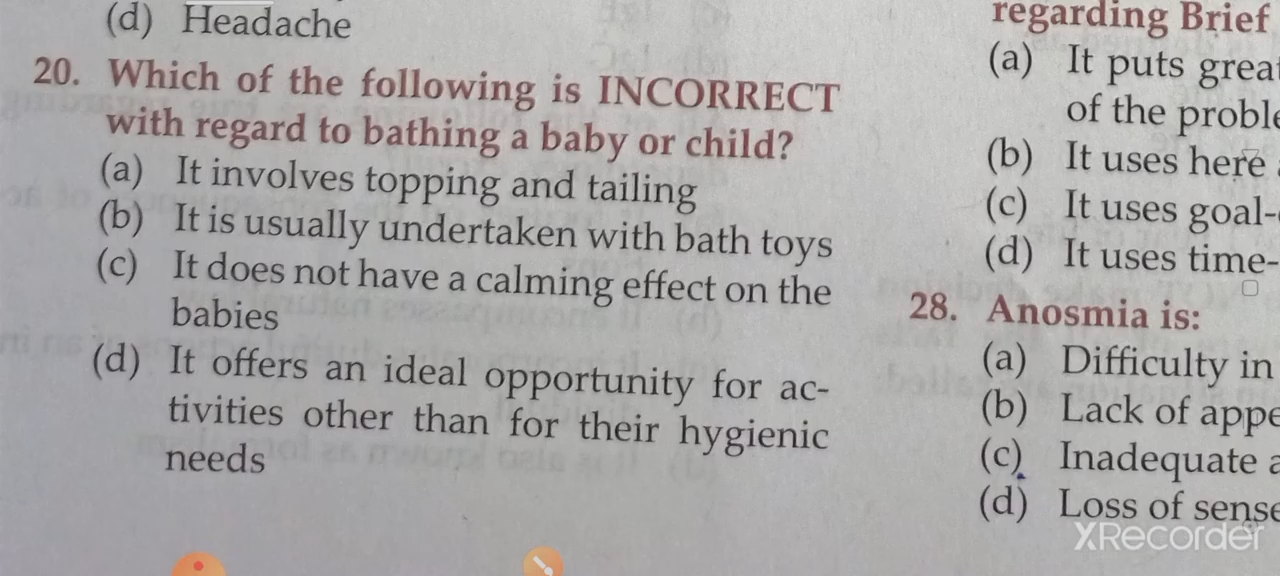 (d) Headache
20. Which of the following is INCORRECT
with regard to bathing a baby or child?
(a) It involves topping and tailing
(b) It is usually undertaken with bath toys
(c) It does not have a calming effect on the
babies
(d) It offers an ideal opportunity for ac-
tivities other than for their hygienic
needs
regarding Brief
(a) It puts great
of the proble
(b) It uses here
(c) It uses goal-
(d) It uses time-
28. Anosmia is:
(a) Difficulty in
(b) Lack of appe
(c) Inadequate a
(d) Loss of sense
XRecorder